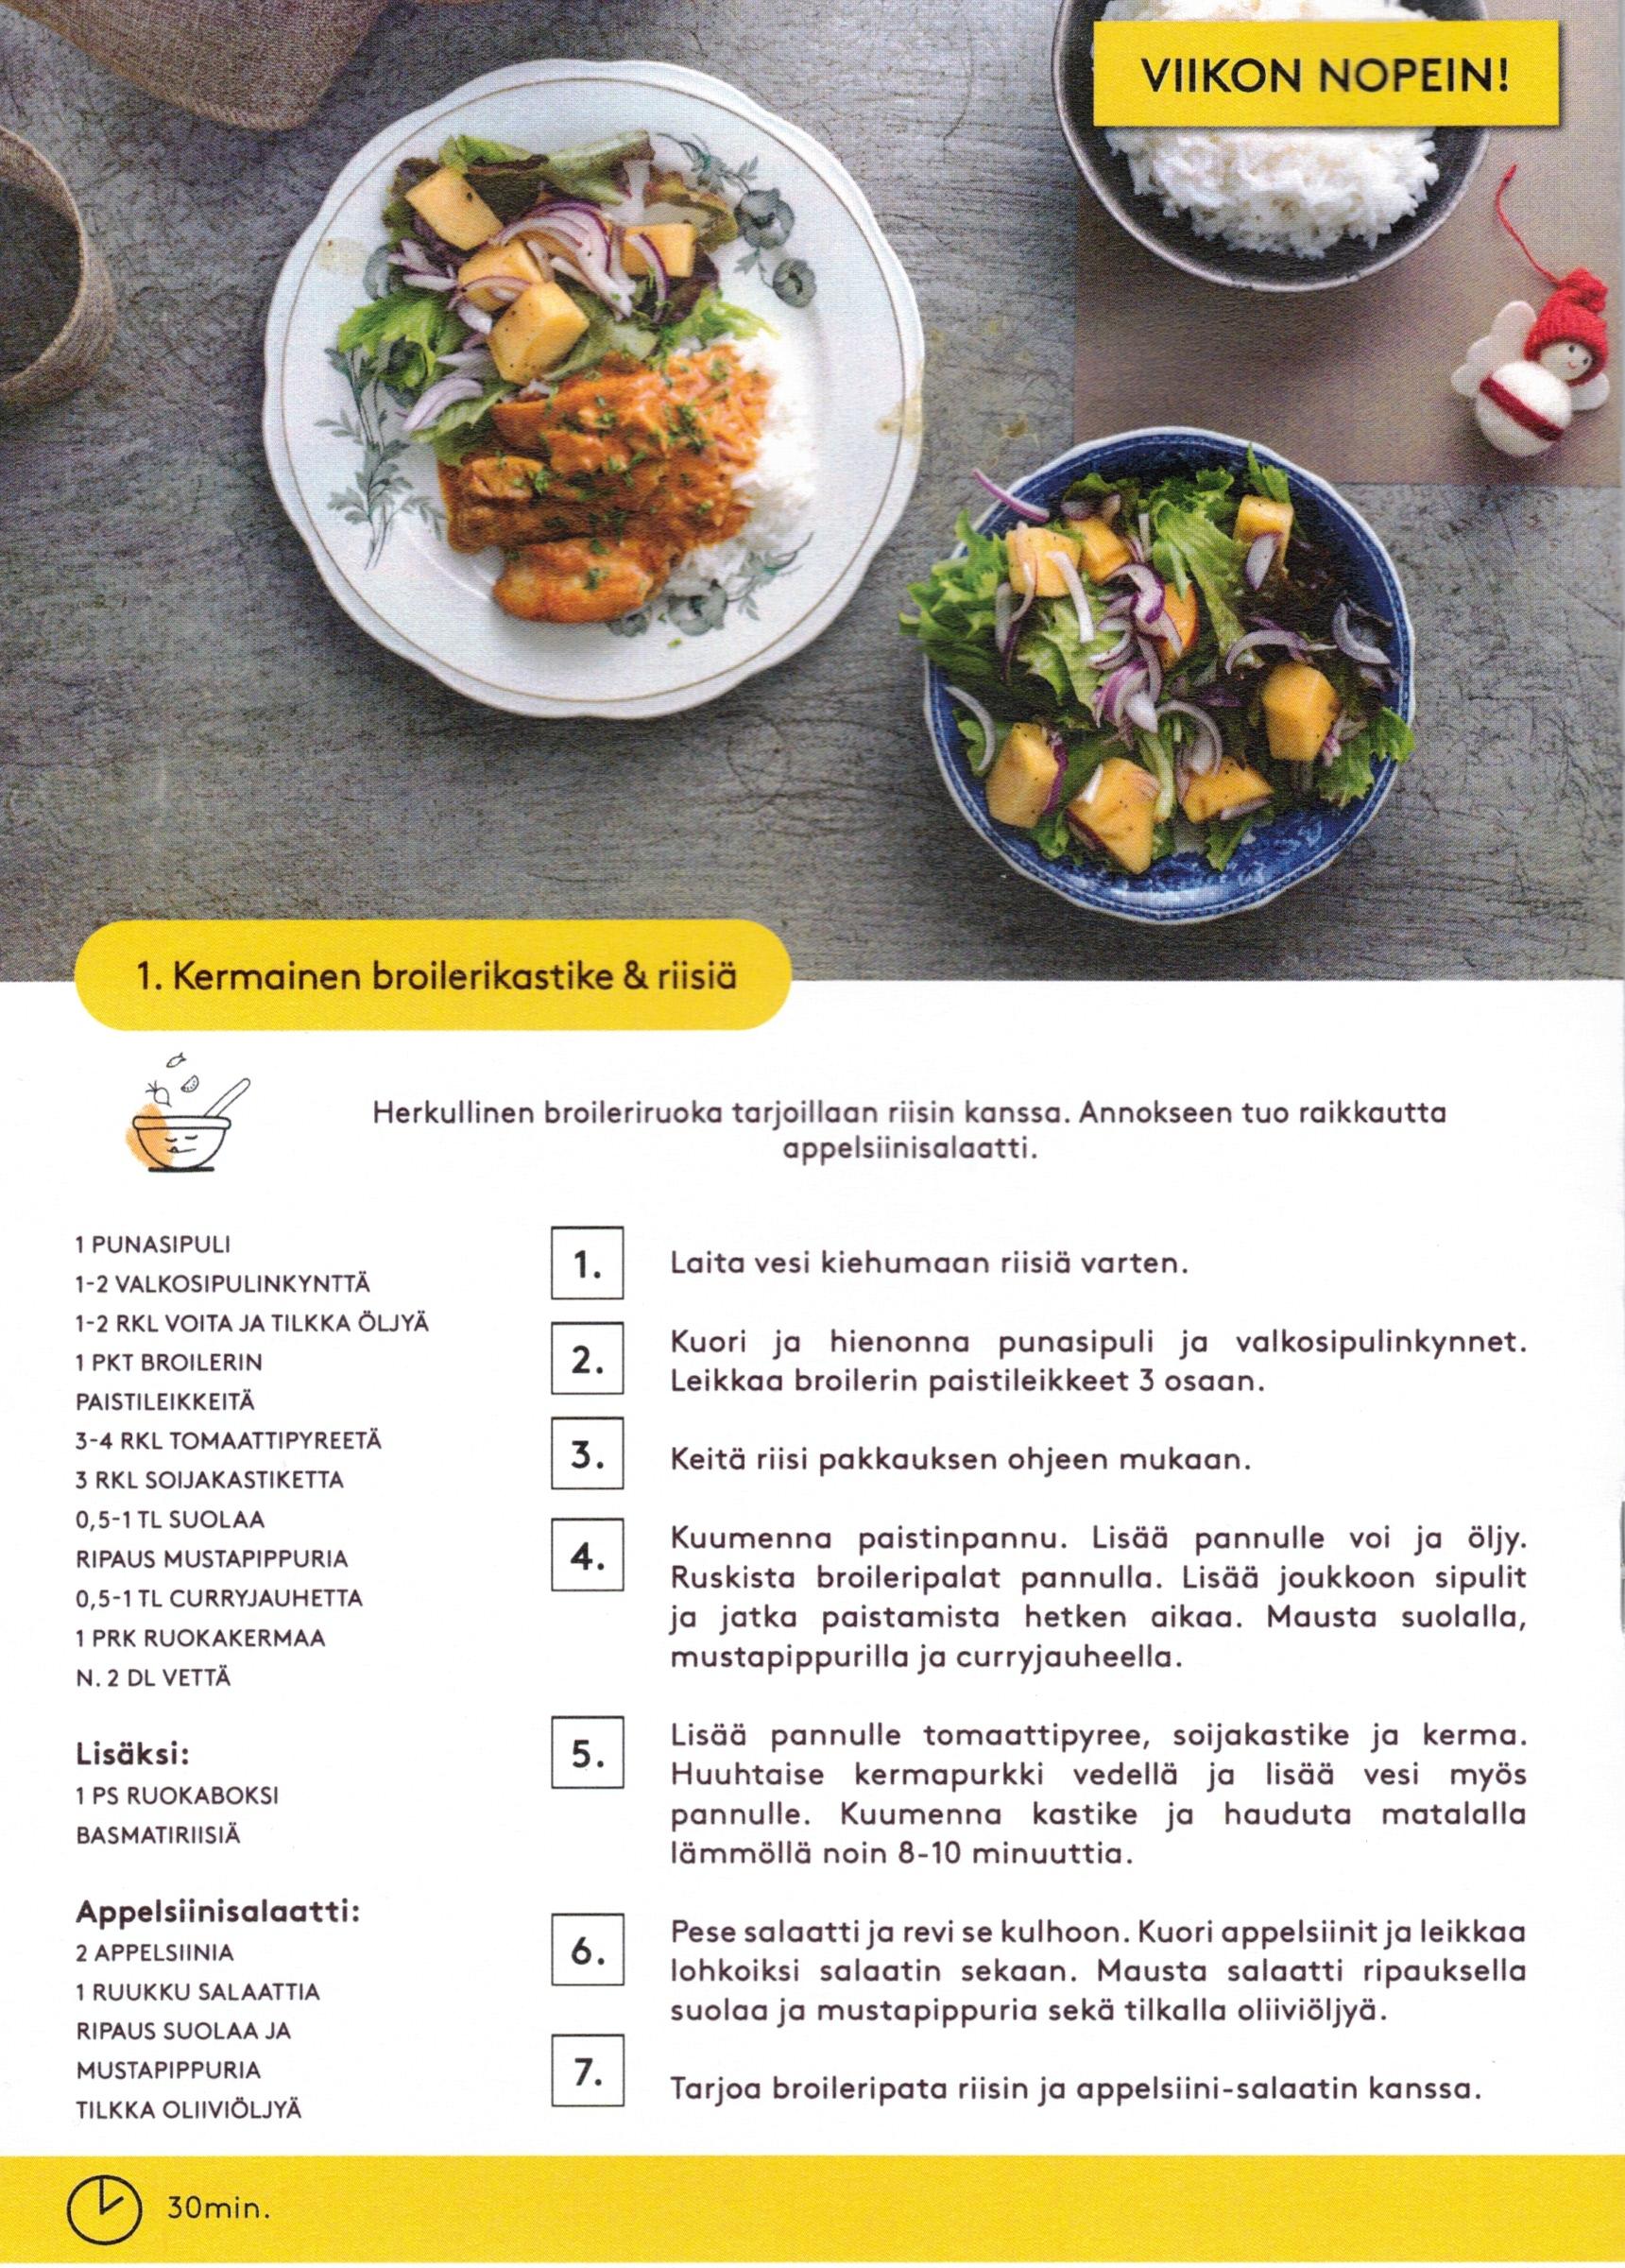 VIIKON NOPEIN!
1. Kermainen broilerikastike & riisiä
Herkullinen broileriruoka tarjoillaan riisin kanssa. Annokseen tuo raikkautta
appelsiinisalaatti.
1 PUNASIPULI
1-2 VALKOSIPULINKYNTTÄ
1-2 RKL VOITA JA TILKKA ÖLJYÄ
1 PKT BROILERIN
PAISTILEIKKEITÄ
3-4 RKL TOMAATTIPYREETÄ
3 RKL SOIJAKASTIKETTA
0,5-1 TL SUOLAA
RIPAUS MUSTAPIPPURIA
0,5-1 TL CURRYJAUHETTA
1 PRK RUOKAKERMAA
N. 2 DL VETTÄ
Lisäksi:
1 PS RUOKABOKSI
BASMATIRIISIÄ
Appelsiinisalaatti:
2 APPELSIINIA
1 RUUKKU SALAATTIA
RIPAUS SUOLAA JA
MUSTAPIPPURIA
TILKKA OLIIVIÖLJYÄ
1. Laita vesi kiehumaan riisiä varten.
2. Kuori ja hienonna punasipuli ja valkosipulinkynnet.
Leikkaa broilerin paistileikkeet 3 osaan.
3. Keitä riisi pakkauksen ohjeen mukaan.
4. Kuumenna paistinpannu. Lisää pannulle voi ja öljy.
Ruskista broileripalat pannulla. Lisää joukkoon sipulit
ja jatka paistamista hetken aikaa. Mausta suolalla,
mustapippurilla ja curryjauheella.
5. Lisää pannulle tomaattipyree, soijakastike ja kerma.
Huuhtaise kermapurkki vedellä ja lisää vesi myös
pannulle. Kuumenna kastike ja hauduta matalalla
lämmöllä noin 8-10 minuuttia.
6. Pese salaatti ja revi se kulhoon. Kuori appelsiinit ja leikkaa
lohkoiksi salaatin sekaan. Mausta salaatti ripauksella
suolaa ja mustapippuria sekä tilkalla oliiviöljyä.
7. Tarjoa broileripata riisin ja appelsiini-salaatin kanssa.
30min.